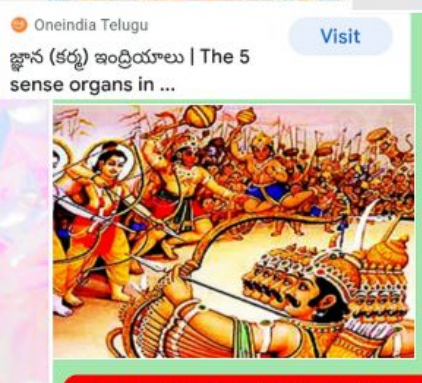 Oneindia Telugu
Visit
జ్ఞాన (కర్మ) ఇంద్రియాలు | The 5
sense organs in ...